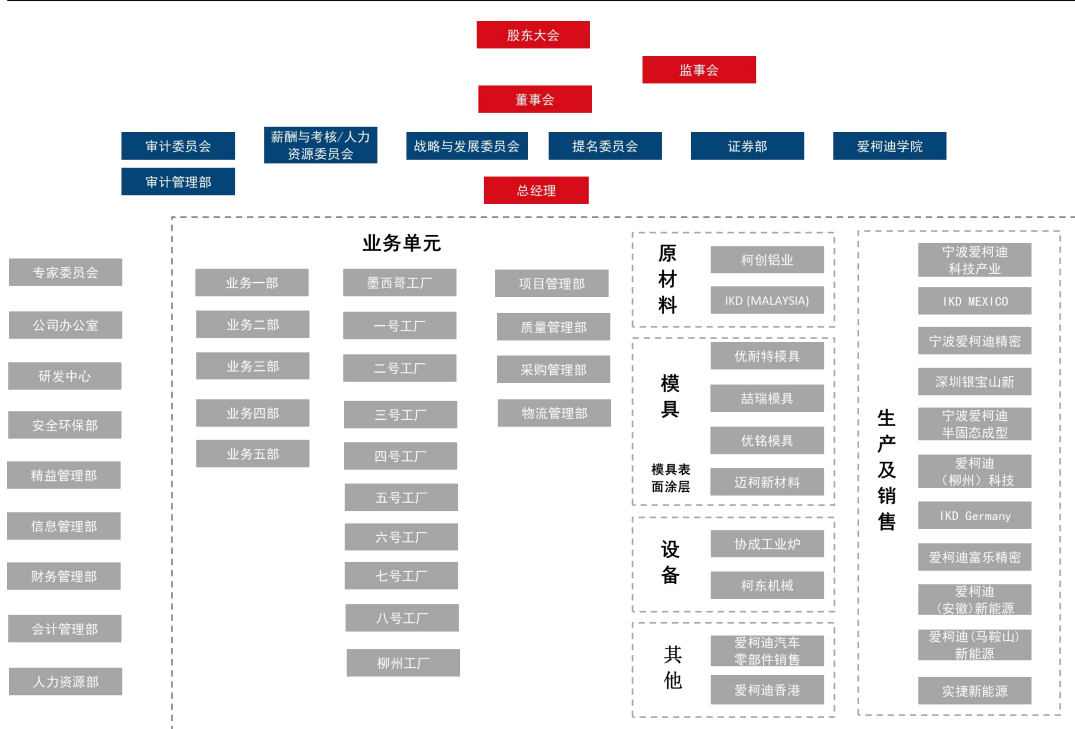 股东大会
监事会
董事会
审计委员会
薪酬与考核/人力
资源委员会
战略与发展委员会
提名委员会
证券部
爱柯迪学院
审计管理部
总经理
专家委员会
公司办公室
研发中心
安全环保部
精益管理部
信息管理部
财务管理部
会计管理部
人力资源部
业务单元
业务一部
业务二部
业务三部
业务四部
业务五部
墨西哥工厂
一号工厂
二号工厂
三号工厂
四号工厂
五号工厂
六号工厂
七号工厂
八号工厂
柳州工厂
项目管理部
质量管理部
采购管理部
物流管理部
原
材
料
柯创铝业
IKD (MALAYSIA)
模
具
模具表
面涂层
优耐特模具
喆瑞模具
优铭模具
迈柯新材料
设
备
协成工业炉
柯东机械
其
他
爱柯迪汽车
零部件销售
爱柯迪香港
生
产
及
销
售
宁波爱柯迪
科技产业
IKD MEXICO
宁波爱柯迪精密
深圳银宝山新
宁波爱柯迪
半固态成型
爱柯迪
（柳州）科技
IKD Germany
爱柯迪富乐精密
爱柯迪
(安徽)新能源
爱柯迪(马鞍山)
新能源
实捷新能源